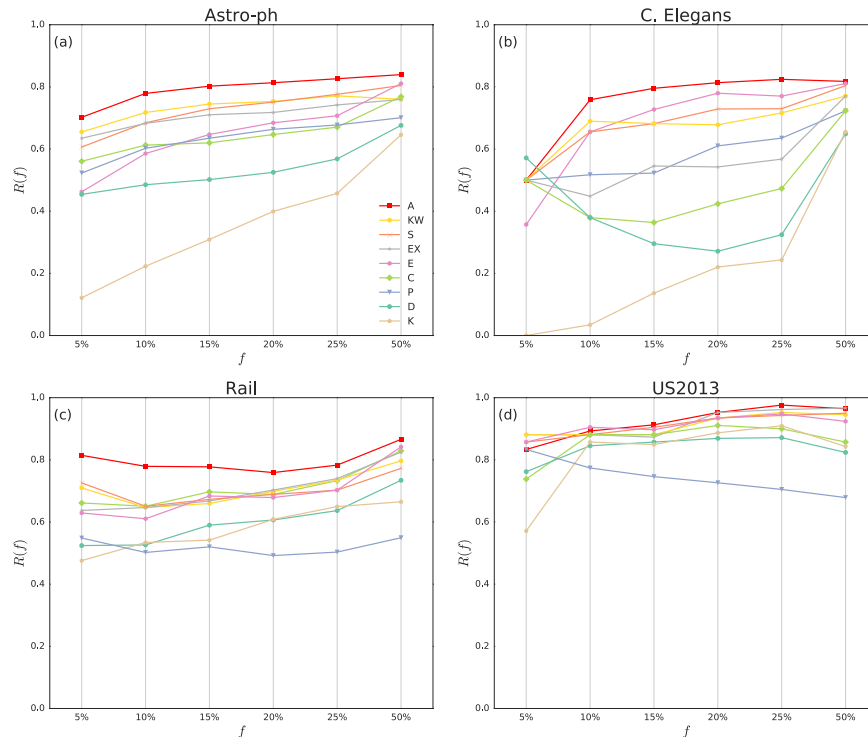 Astro-ph
(a)
1.0
0.8
0.6
0.4
0.2
0.0
R(f)
5% 10% 15% 20% 25% 50%
f
A
KW
S
EX
E
C
P
D
K
C. Elegans
(b)
1.0
0.8
0.6
0.4
0.2
0.0
R(f)
5% 10% 15% 20% 25% 50%
f
Rail
(c)
1.0
0.8
0.6
0.4
0.2
0.0
R(f)
5% 10% 15% 20% 25% 50%
f
US2013
(d)
1.0
0.8
0.6
0.4
0.2
0.0
R(f)
5% 10% 15% 20% 25% 50%
f